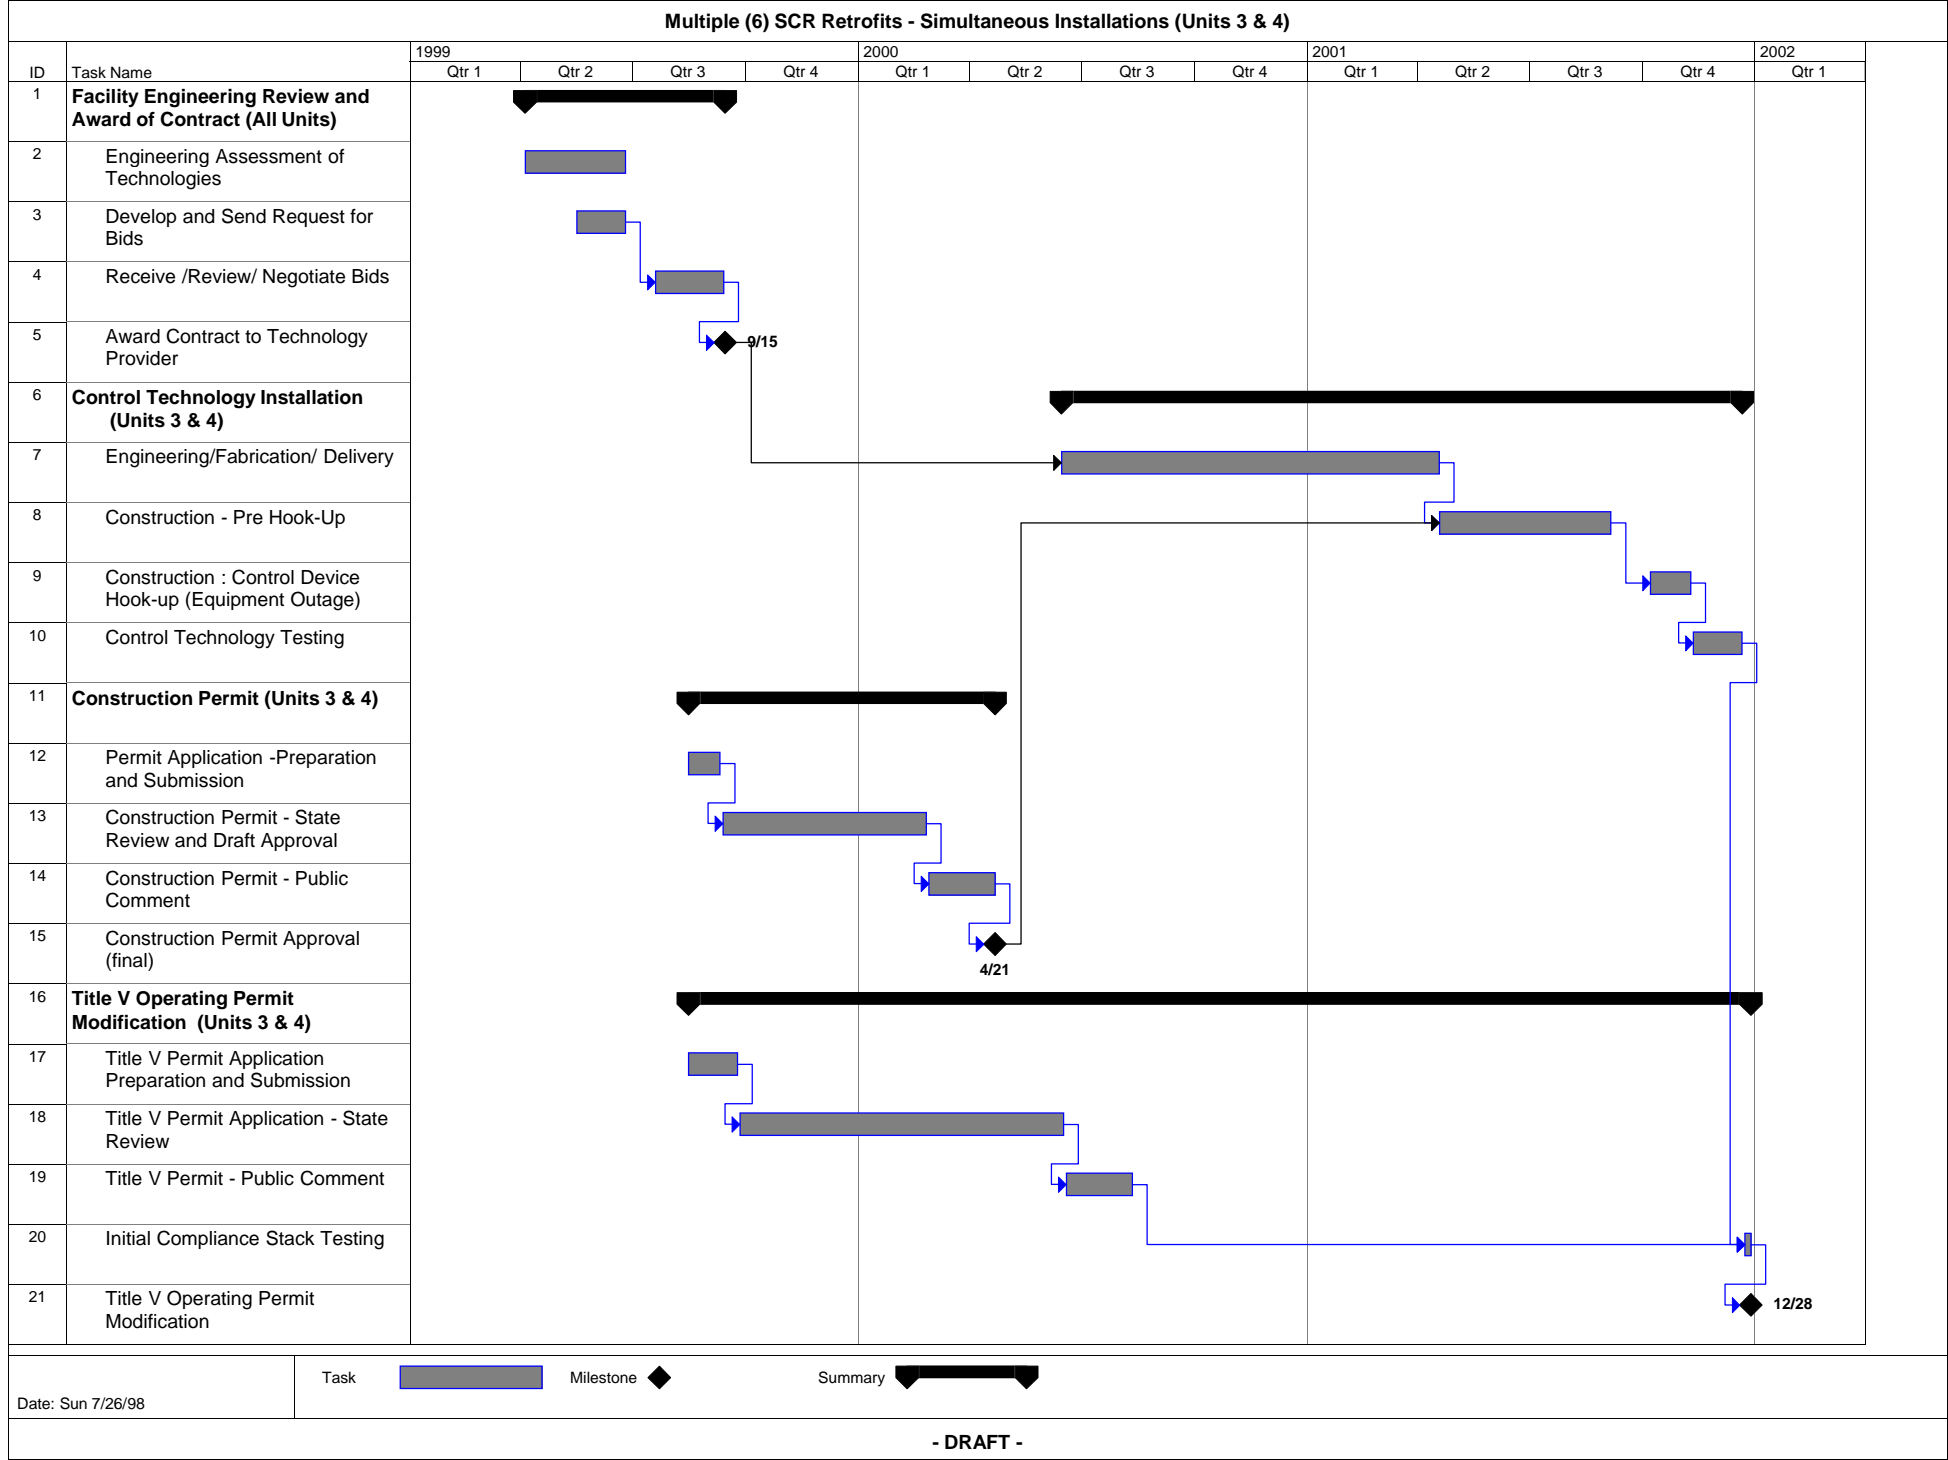 Multiple (6) SCR Retrofits - Simultaneous Installations (Units 3 & 4)
1999 2000 2001 2002
ID Task Name Qtr 1 Qtr 2 Qtr 3 Qtr 4 Qtr 1 Qtr 2 Qtr 3 Qtr 4 Qtr 1 Qtr 2 Qtr 3 Qtr 4 Qtr 1
1 Facility Engineering Review and
Award of Contract (All Units)
2 Engineering Assessment of
Technologies
3 Develop and Send Request for
Bids
4 Receive /Review/ Negotiate Bids
5 Award Contract to Technology
Provider
9/15
6 Control Technology Installation
(Units 3 & 4)
7 Engineering/Fabrication/ Delivery
8 Construction - Pre Hook-Up
9 Construction : Control Device
Hook-up (Equipment Outage)
10 Control Technology Testing
11 Construction Permit (Units 3 & 4)
12 Permit Application -Preparation
and Submission
13 Construction Permit - State
Review and Draft Approval
14 Construction Permit - Public
Comment
15 Construction Permit Approval
(final)
4/21
16 Title V Operating Permit
Modification (Units 3 & 4)
17 Title V Permit Application
Preparation and Submission
18 Title V Permit Application - State
Review
19 Title V Permit - Public Comment
20 Initial Compliance Stack Testing
21 Title V Operating Permit
Modification
12/28
Task Milestone Summary
Date: Sun 7/26/98
- DRAFT -